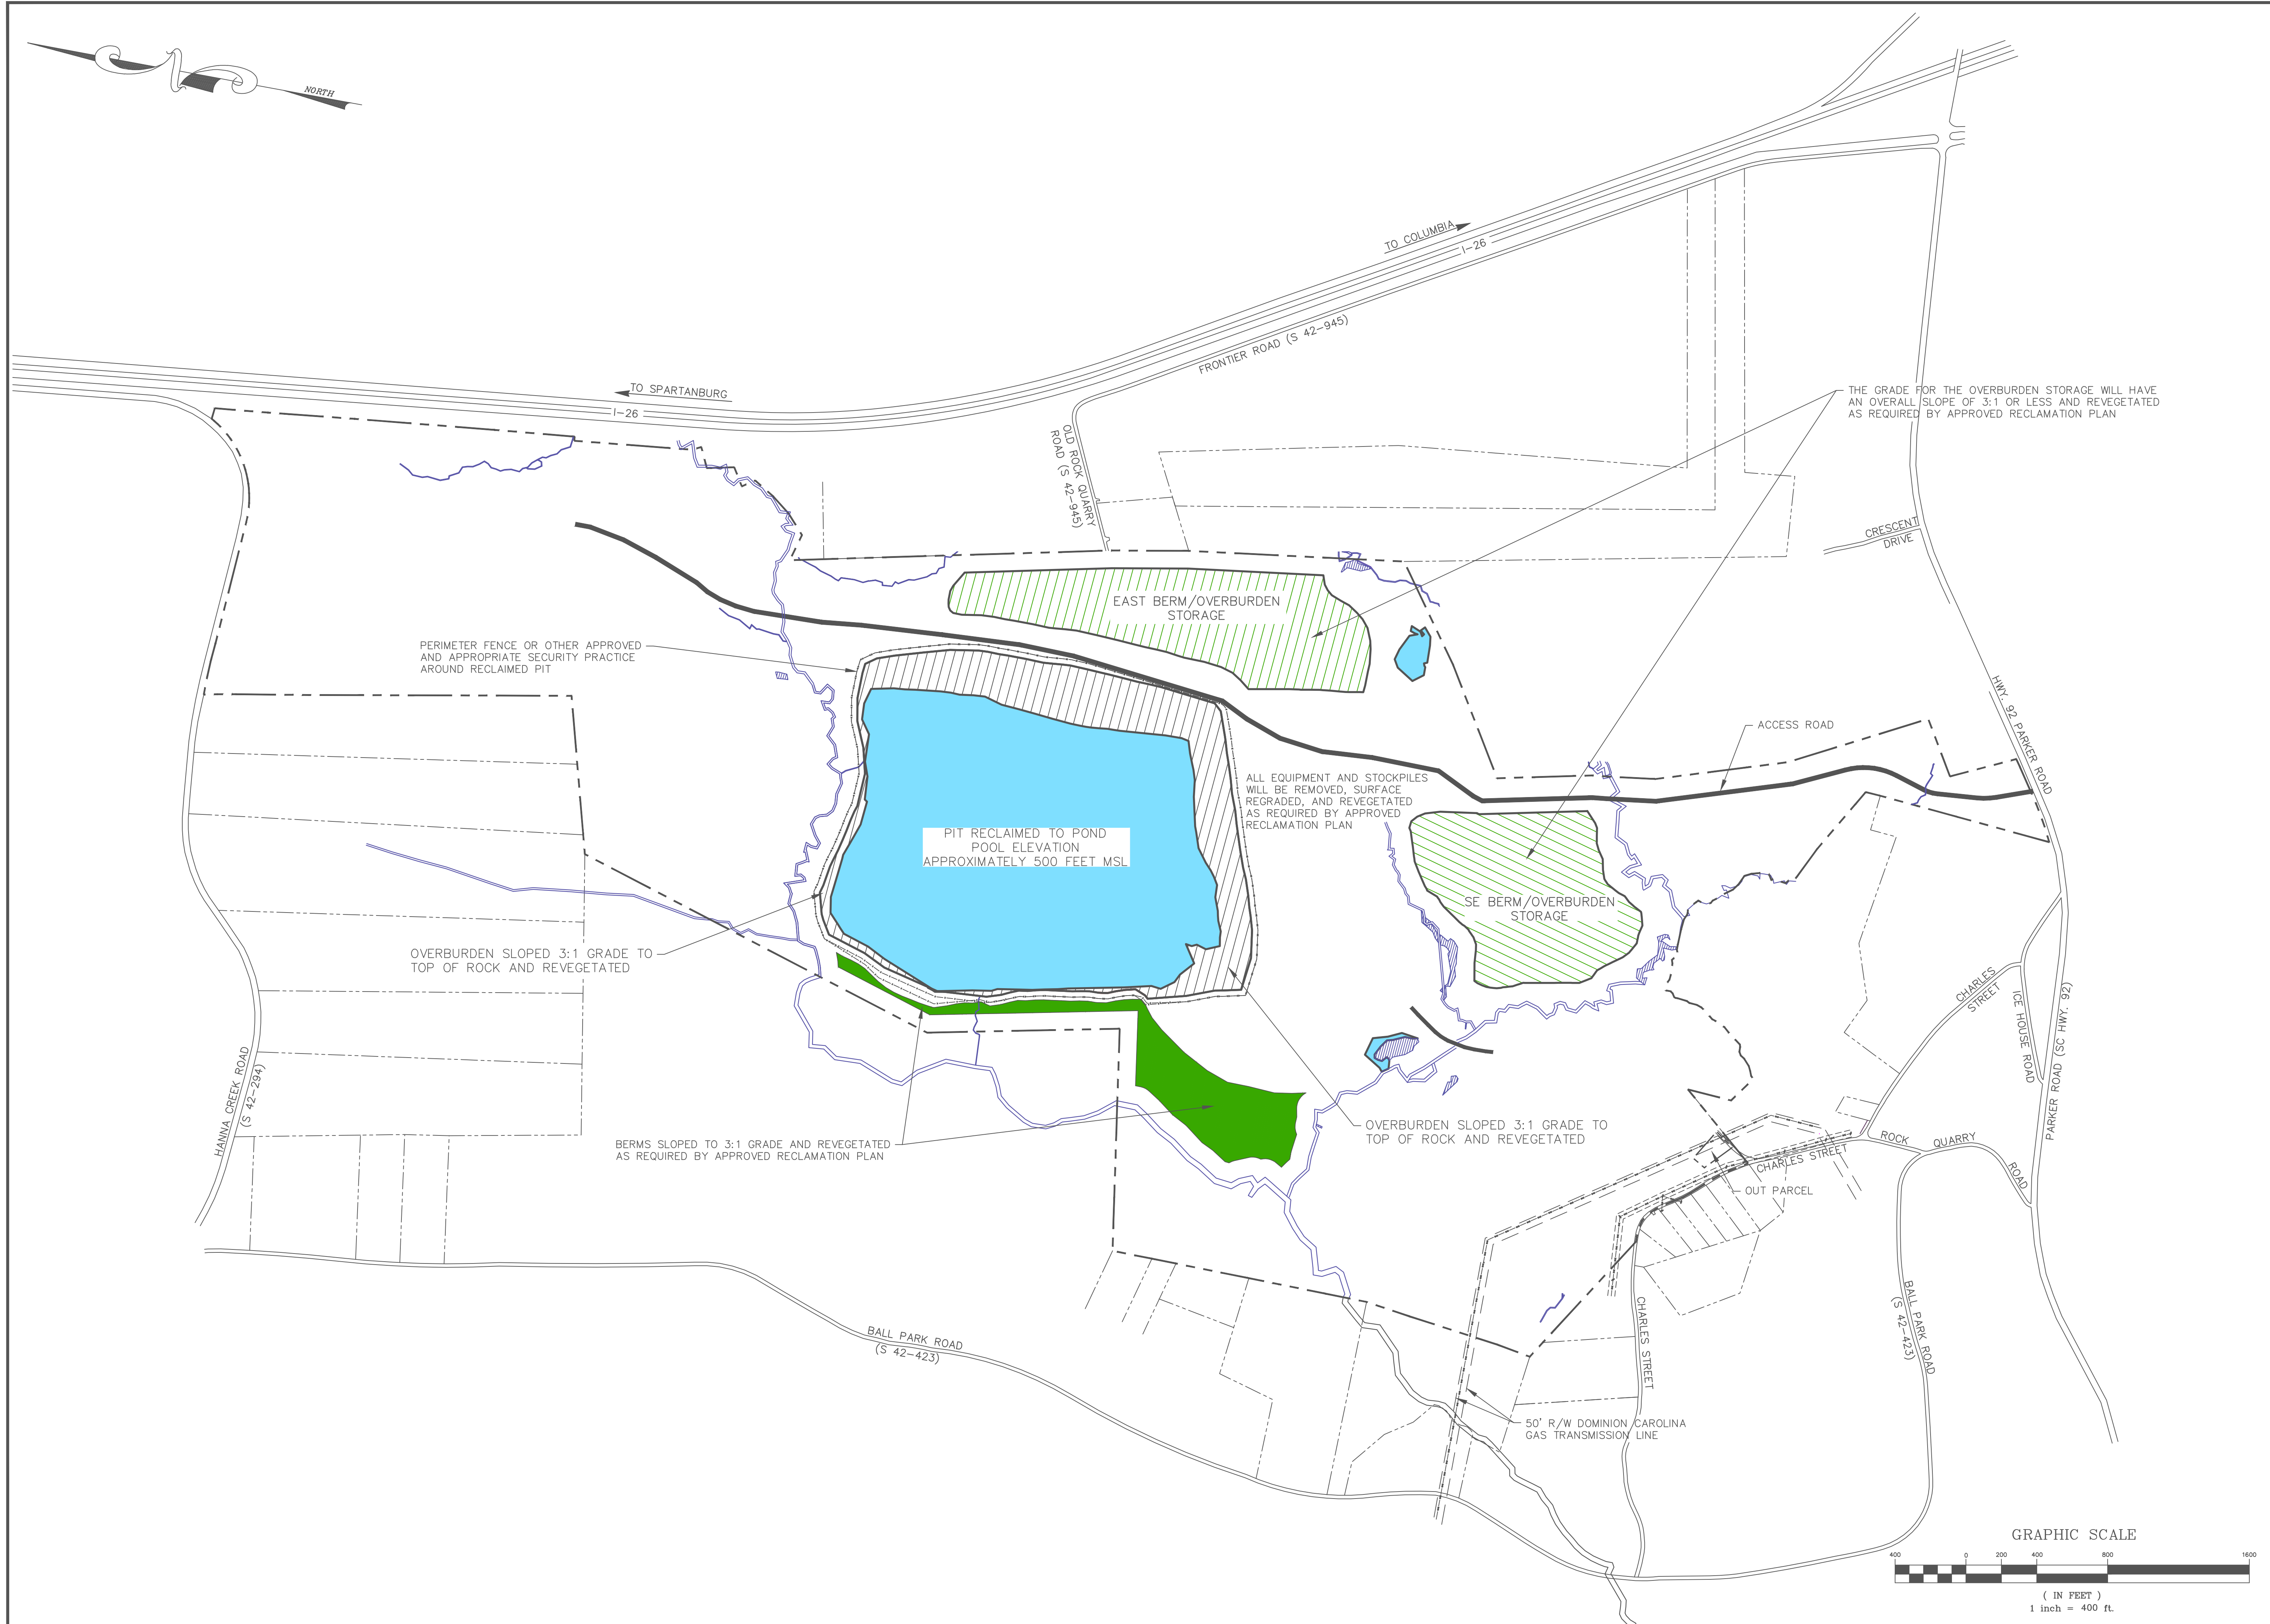 NORTH
TO COLUMBIA
I-26
FRONTIER ROAD (S 42-945)
TO SPARTANBURG
I-26
OLD ROCK QUARRY
ROAD (S 42-945)
THE GRADE FOR THE OVERBURDEN STORAGE WILL HAVE
AN OVERALL SLOPE OF 3:1 OR LESS AND REVEGETATED
AS REQUIRED BY APPROVED RECLAMATION PLAN
CRESCENT
DRIVE
EAST BERM/OVERBURDEN
STORAGE
PERIMETER FENCE OR OTHER APPROVED
AND APPROPRIATE SECURITY PRACTICE
AROUND RECLAIMED PIT
HWY. 92 PARKER ROAD
ACCESS ROAD
ALL EQUIPMENT AND STOCKPILES
WILL BE REMOVED, SURFACE
REGRADED, AND REVEGETATED
AS REQUIRED BY APPROVED
RECLAMATION PLAN
PIT RECLAIMED TO POND
POOL ELEVATION
APPROXIMATELY 500 FEET MSL
SE BERM/OVERBURDEN
STORAGE
OVERBURDEN SLOPED 3:1 GRADE TO
TOP OF ROCK AND REVEGETATED
CHARLES
STREET
ICE HOUSE ROAD
PARKER ROAD (SC HWY. 92)
HANNA CREEK ROAD
(S 42-294)
BERMS SLOPED TO 3:1 GRADE AND REVEGETATED
AS REQUIRED BY APPROVED RECLAMATION PLAN
OVERBURDEN SLOPED 3:1 GRADE TO
TOP OF ROCK AND REVEGETATED
ROCK QUARRY ROAD
CHARLES STREET
OUT PARCEL
CHARLES STREET
BALL PARK ROAD
(S 42-423)
BALL PARK ROAD
(S 42-423)
50' R/W DOMINION CAROLINA
GAS TRANSMISSION LINE
GRAPHIC SCALE
400 0 200 400 800 1600
( IN FEET )
1 inch = 400 ft.